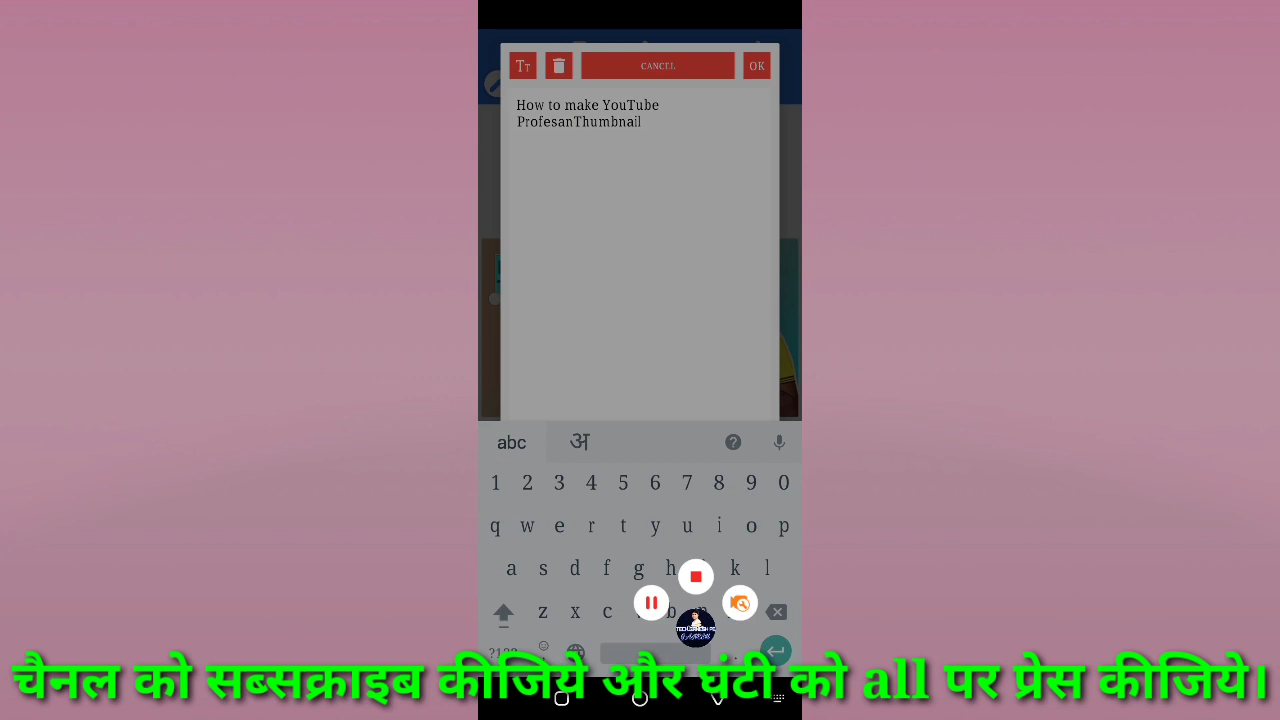 CANCEL OK
How to make YouTube
ProfesanThumbnail
abc अ
1 2 3 4 5 6 7 8 9 0
q w e r t y u i o p
a s d f g h k l
z x c b
चैनल को सब्सक्राइब कीजिये और घंटी को all पर प्रेस कीजिये।